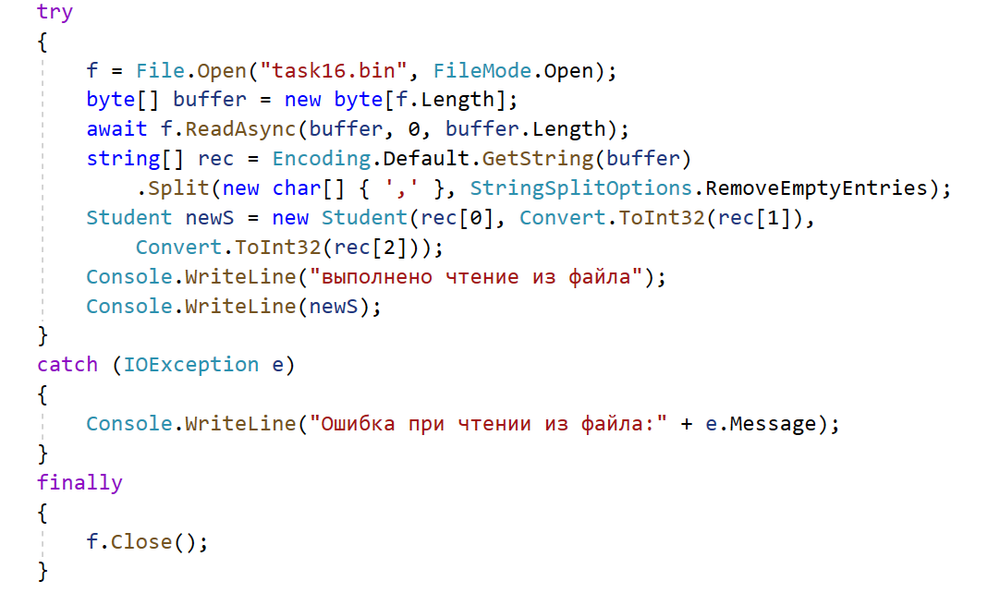 try
{
f = File.Open("task16.bin", FileMode.Open);
byte[] buffer = new byte[f.Length];
await f.ReadAsync(buffer, 0, buffer.Length);
string[] rec = Encoding.Default.GetString(buffer)
.Split(new char[] { ',' }, StringSplitOptions.RemoveEmptyEntries);
Student newS = new Student(rec[0], Convert.ToInt32(rec[1]),
Convert.ToInt32(rec[2]));
Console.WriteLine("выполнено чтение из файла");
Console.WriteLine(newS);
}
catch (IOException e)
{
Console.WriteLine("Ошибка при чтении из файла:" + e.Message);
}
finally
{
f.Close();
}